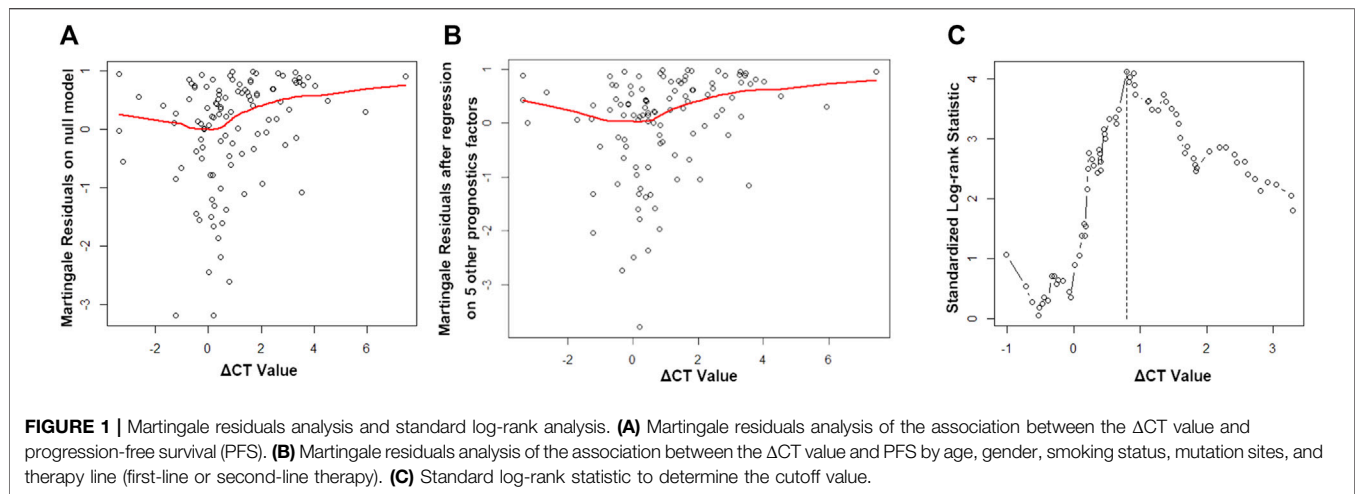 A
Martingale Residuals on null model
1
0
-1
-2
-3
-2
0
2
4
6
ΔCT Value
B
Martingale Residuals after regression
on 5 other prognostics factors
1
0
-1
-2
-3
-2
0
2
4
6
ΔCT Value
C
Standardized Log-rank Statistic
4
3
2
1
0
-1
0
1
2
3
ΔCT Value
FIGURE 1 | Martingale residuals analysis and standard log-rank analysis. (A) Martingale residuals analysis of the association between the ΔCT value and
progression-free survival (PFS). (B) Martingale residuals analysis of the association between the ΔCT value and PFS by age, gender, smoking status, mutation sites, and
therapy line (first-line or second-line therapy). (C) Standard log-rank statistic to determine the cutoff value.